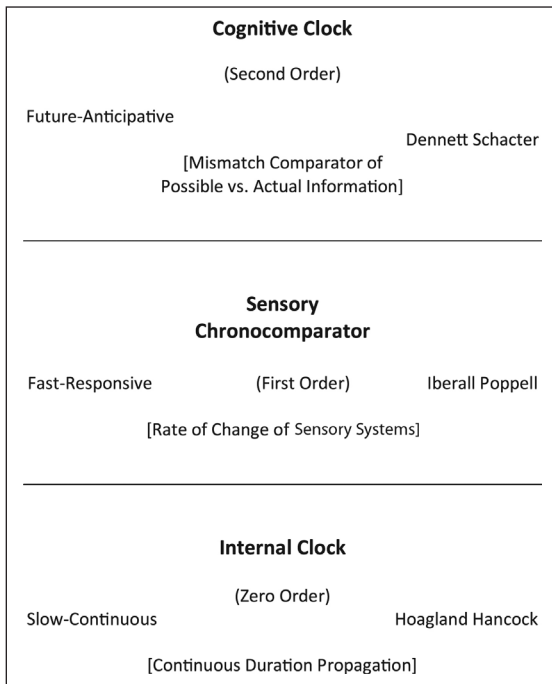 Cognitive Clock
(Second Order)
Future-Anticipative
Dennett Schacter
[Mismatch Comparator of
Possible vs. Actual Information]
Sensory
Chronocomparator
Fast-Responsive (First Order) Iberall Poppell
[Rate of Change of Sensory Systems]
Internal Clock
(Zero Order)
Slow-Continuous Hoagland Hancock
[Continuous Duration Propagation]